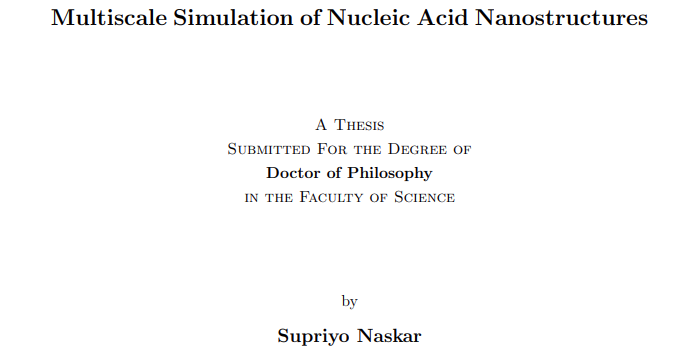 Multiscale Simulation of Nucleic Acid Nanostructures
A Thesis
Submitted For the Degree of
Doctor of Philosophy
in the Faculty of Science
by
Supriyo Naskar